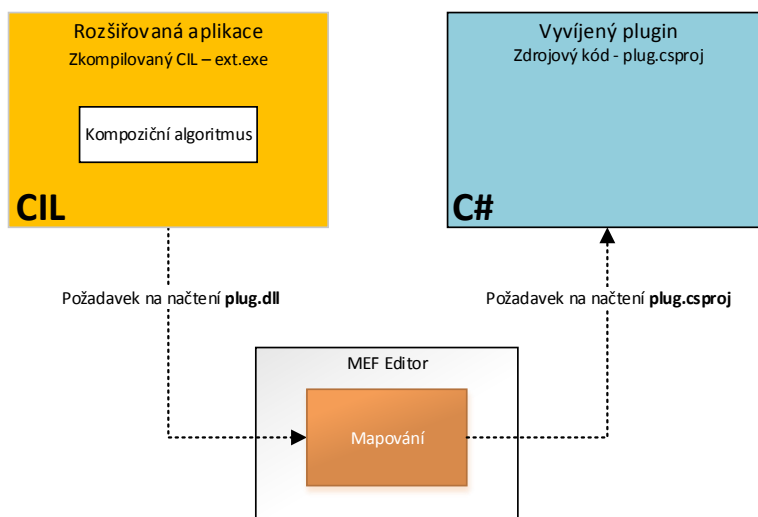 Rozšiřovaná aplikace
Zkompilovaný CIL – ext.exe
Kompoziční algoritmus
CIL
Vyvíjený plugin
Zdrojový kód - plug.csproj
C#
Požadavek na načtení plug.dll
Požadavek na načtení plug.csproj
MEF Editor
Mapování